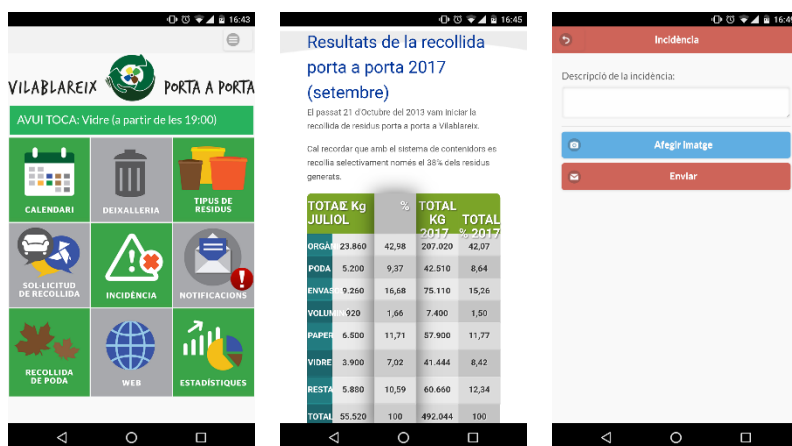 16:43
VILABLAREIX PORTA A PORTA
AVUI TOCA: Vidre (a partir de les 19:00)
CALENDARI
DEIXALLERIA
TIPUS DE
RESIDUS
SOL·LICITUD
DE RECOLLIDA
INCIDÈNCIA
NOTIFICACIONS
RECOLLIDA
DE PODA
WEB
ESTADÍSTIQUES
16:45
Resultats de la recollida
porta a porta 2017
(setembre)
El passat 21 d'Octubre del 2013 vam iniciar la
recollida de residus porta a porta a Vilablareix.
Cal recordar que amb el sistema de contenidors es
recollia selectivament només el 38% dels residus
generats.
Kg % TOTAL
JULIOL KG TOTAL
2017 % 2017
ORGÀ 23.860 42,98 207.020 42,07
PODA 5.200 9,37 42.510 8,64
ENVAS 9.260 16,68 75.110 15,26
VOLUM 920 1,66 7.400 1,50
PAPER 6.500 11,71 57.900 11,77
VIDRE 3.900 7,02 41.444 8,42
RESTA 5.880 10,59 60.660 12,34
TOTAL 55.520 100 492.044 100
Incidència
Descripció de la incidència:
Afegir Imatge
Enviar